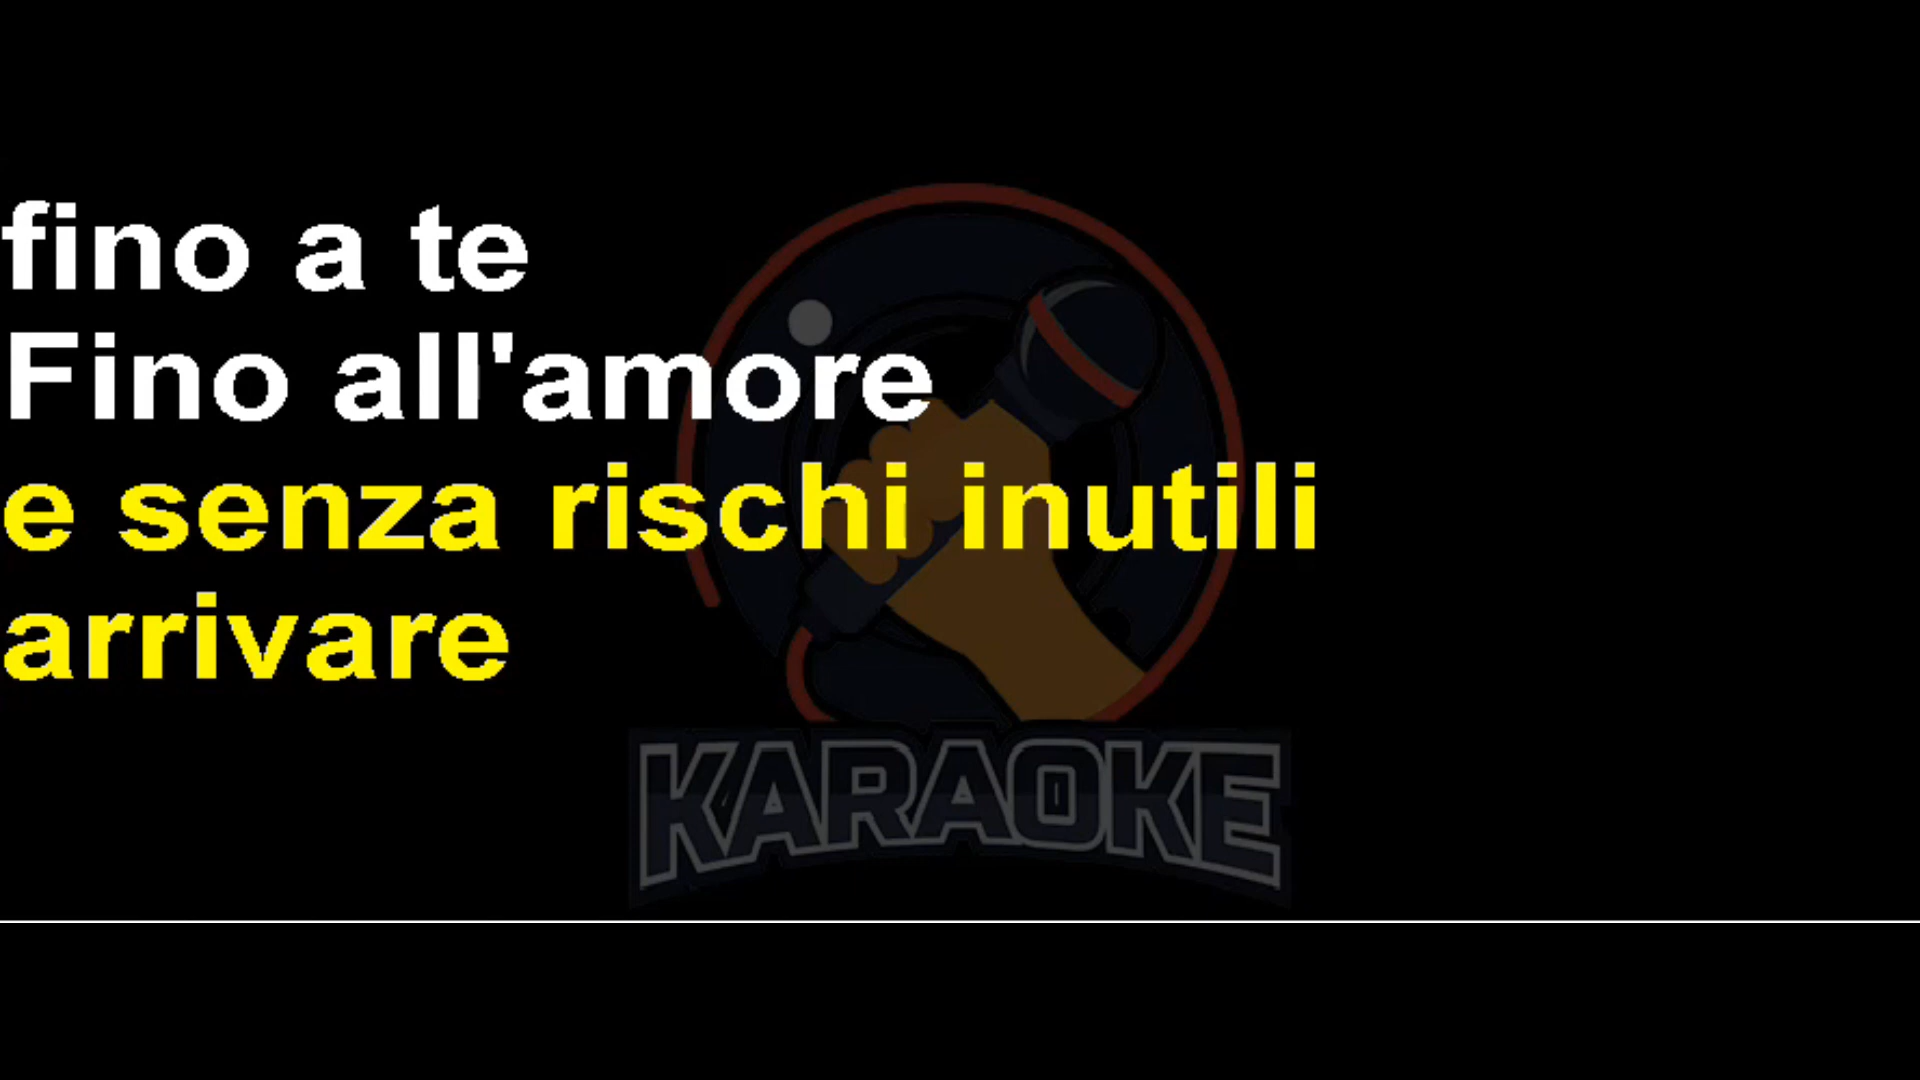 fino a te
Fino all'amore
e senza rischi inutili
arrivare
KARAOKE